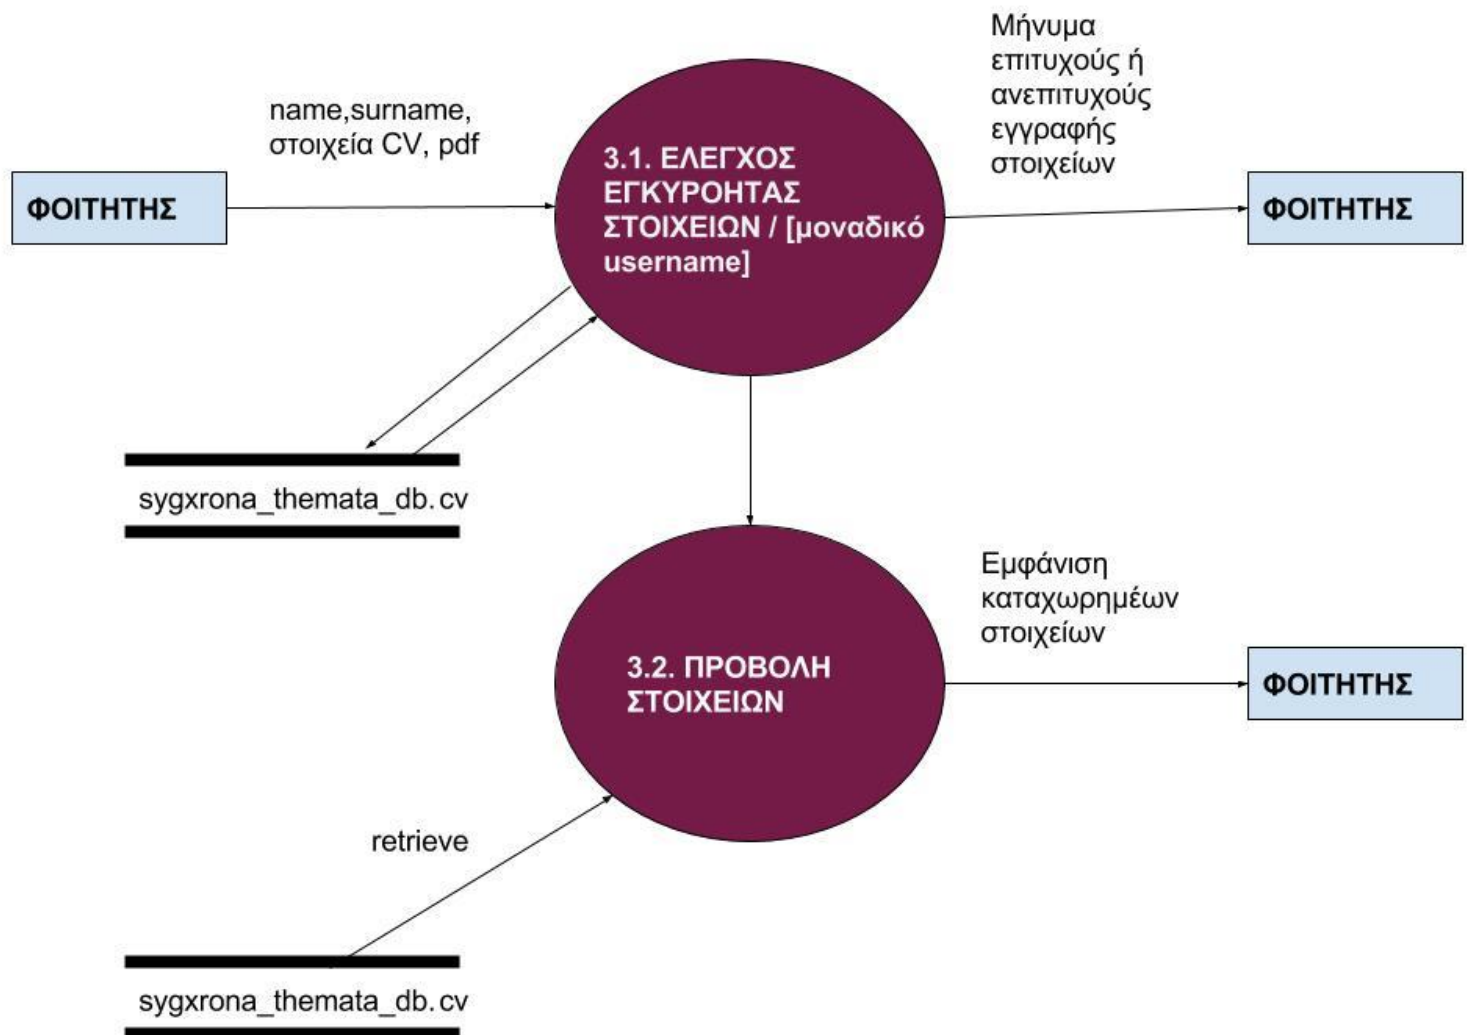 Μήνυμα
επιτυχούς ή
ανεπιτυχούς
εγγραφής
στοιχείων
name,surname,
στοιχεία CV, pdf
ΦΟΙΤΗΤΗΣ
3.1. ΕΛΕΓΧΟΣ
ΕΓΚΥΡΟΗΤΑΣ
ΣΤΟΙΧΕΙΩΝ / [μοναδικό
username]
ΦΟΙΤΗΤΗΣ
sygxrona_themata_db.cv
Εμφάνιση
καταχωρημέων
στοιχείων
3.2. ΠΡΟΒΟΛΗ
ΣΤΟΙΧΕΙΩΝ
ΦΟΙΤΗΤΗΣ
retrieve
sygxrona_themata_db.cv